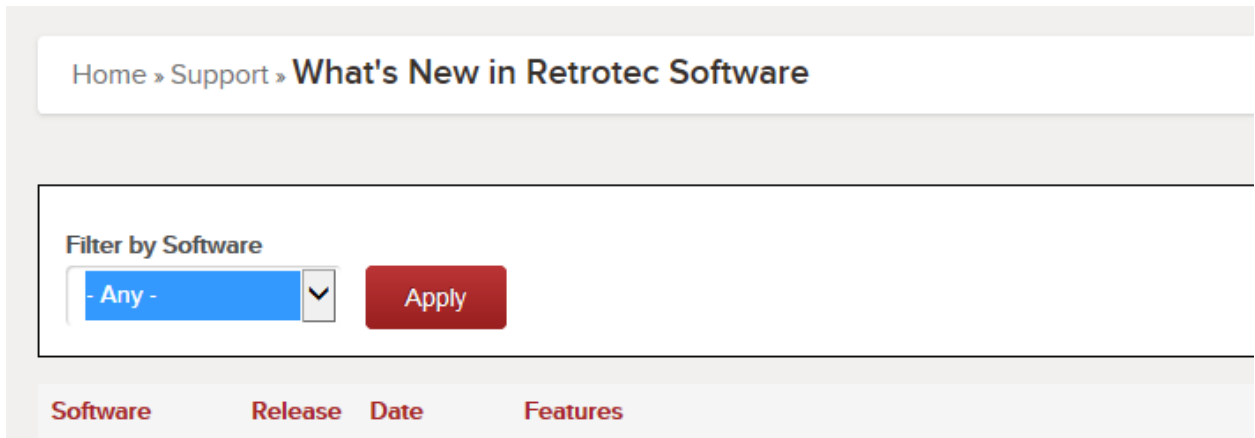 Home » Support » What's New in Retrotec Software
Filter by Software
- Any -
Apply
Software Release Date Features